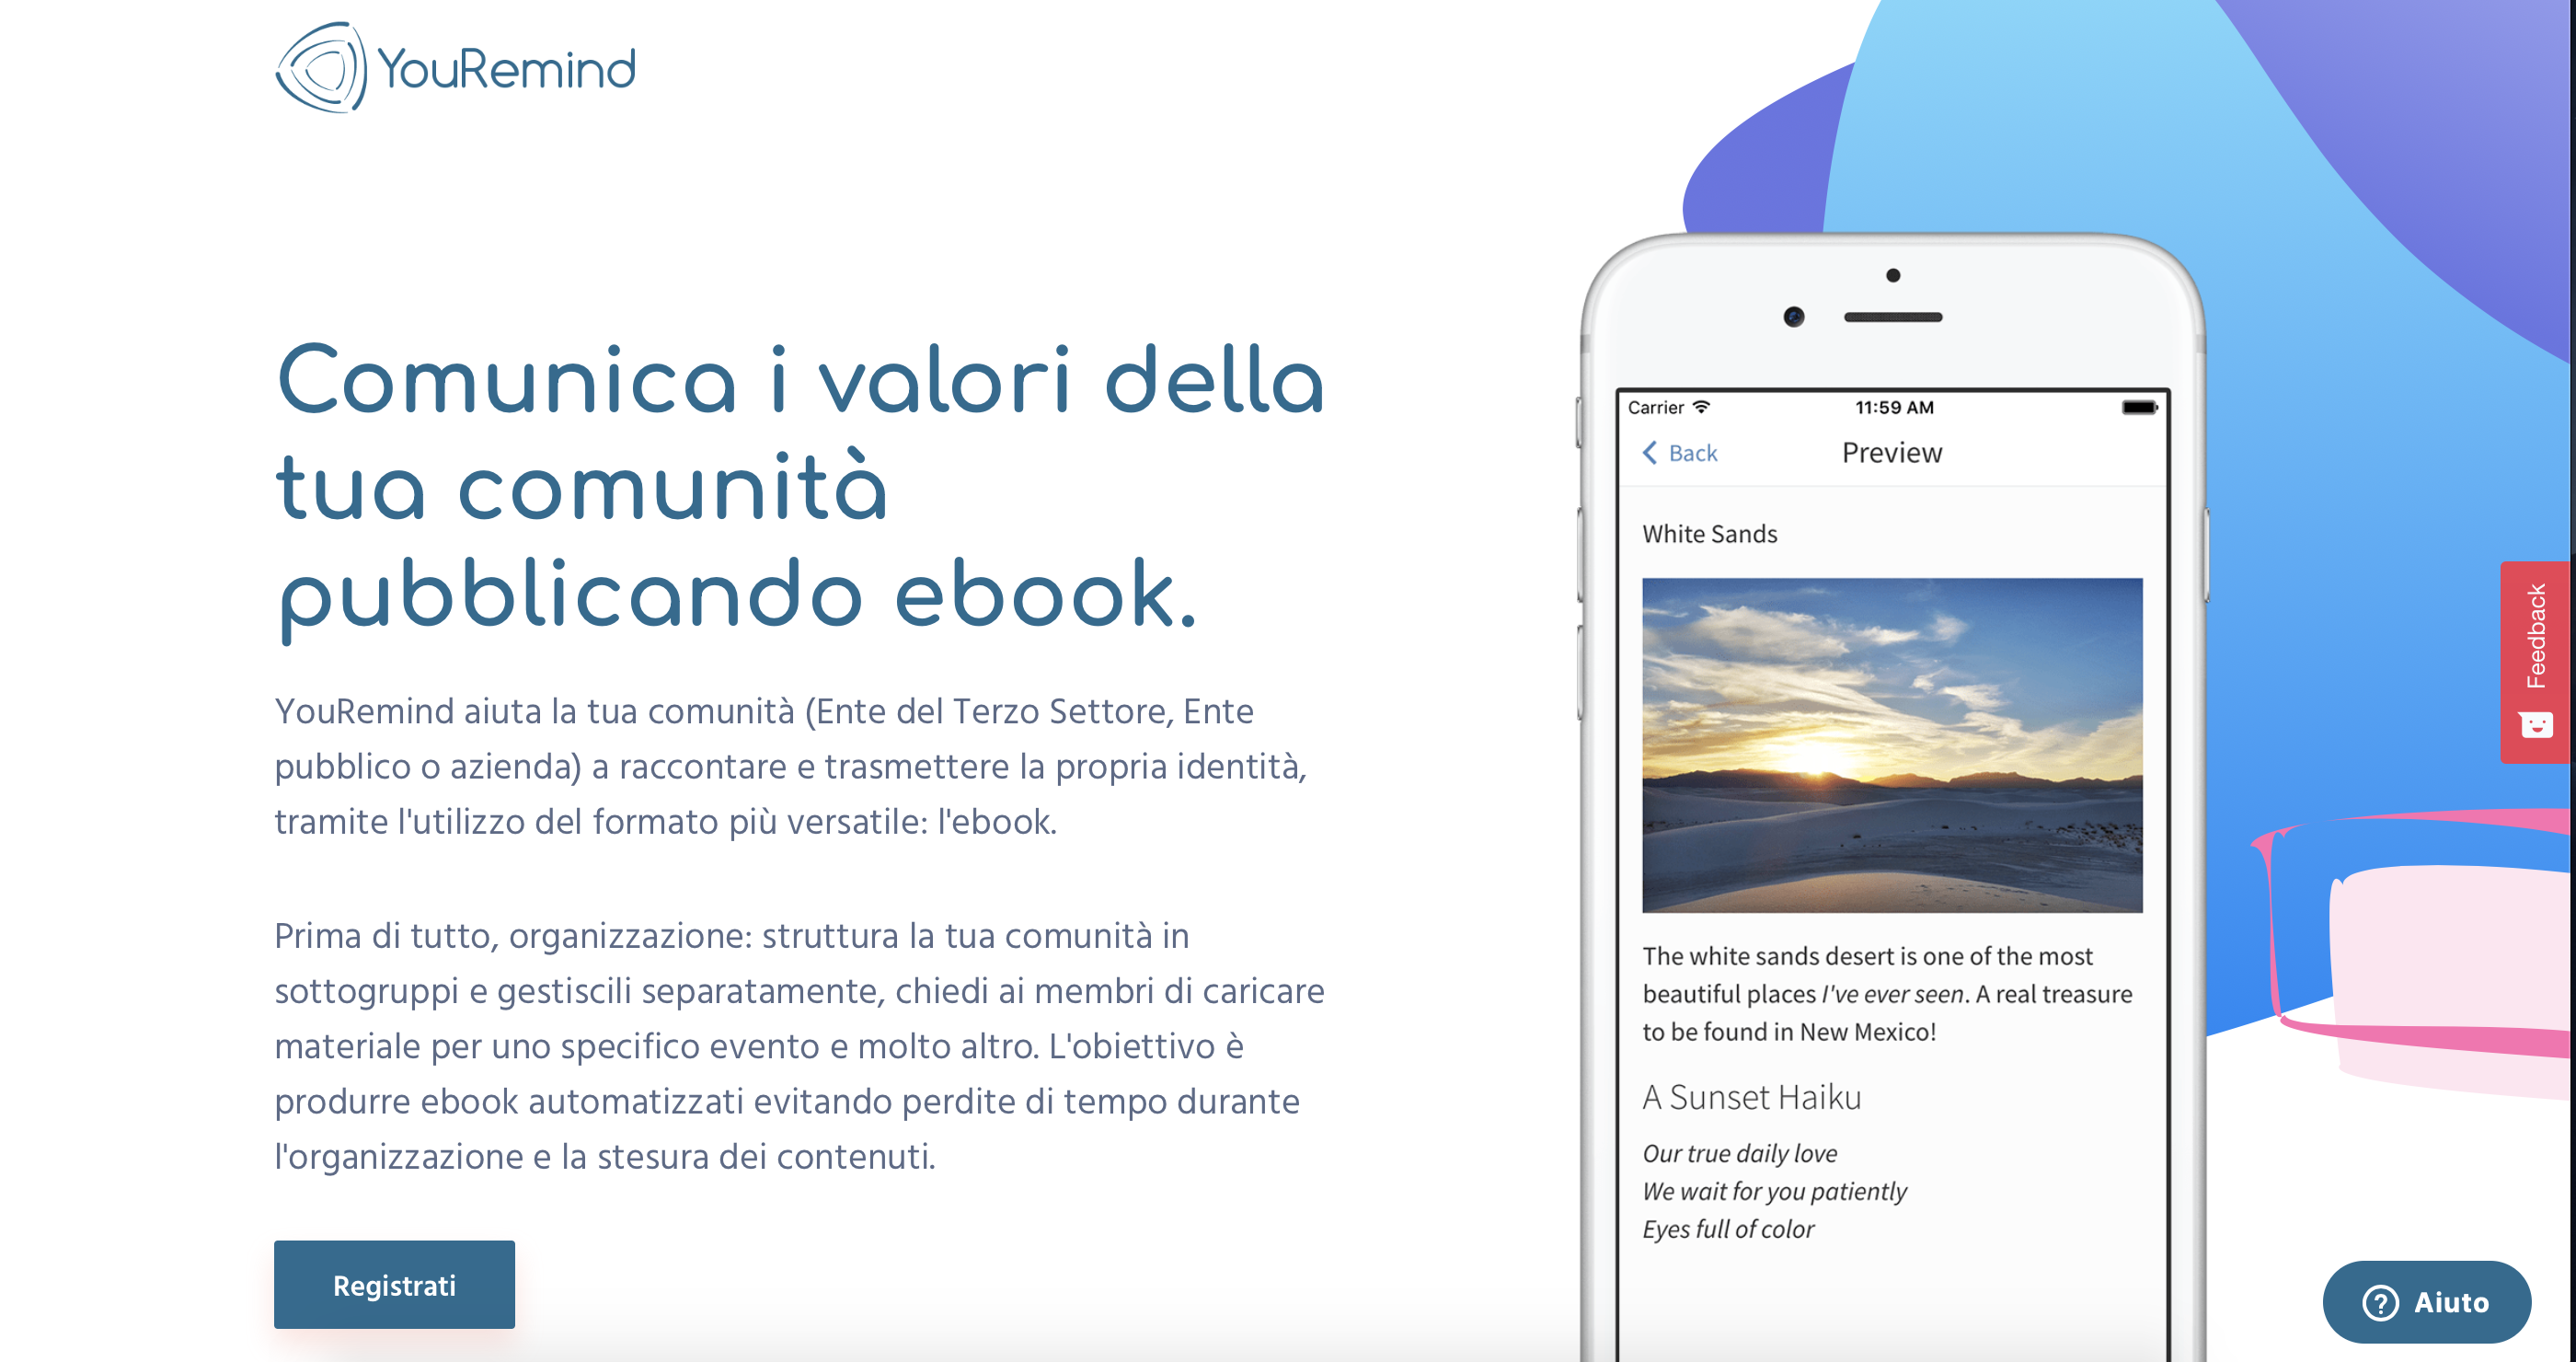 YouRemind
Comunica i valori della
tua comunità
pubblicando ebook.
YouRemind aiuta la tua comunità (Ente del Terzo Settore, Ente
pubblico o azienda) a raccontare e trasmettere la propria identità,
tramite l'utilizzo del formato più versatile: l'ebook.
Prima di tutto, organizzazione: struttura la tua comunità in
sottogruppi e gestiscili separatamente, chiedi ai membri di caricare
materiale per uno specifico evento e molto altro. L'obiettivo è
produrre ebook automatizzati evitando perdite di tempo durante
l'organizzazione e la stesura dei contenuti.
Registrati
Carrier 11:59 AM
Back Preview
White Sands
The white sands desert is one of the most
beautiful places I've ever seen. A real treasure
to be found in New Mexico!
A Sunset Haiku
Our true daily love
We wait for you patiently
Eyes full of color
Feedback
? Aiuto